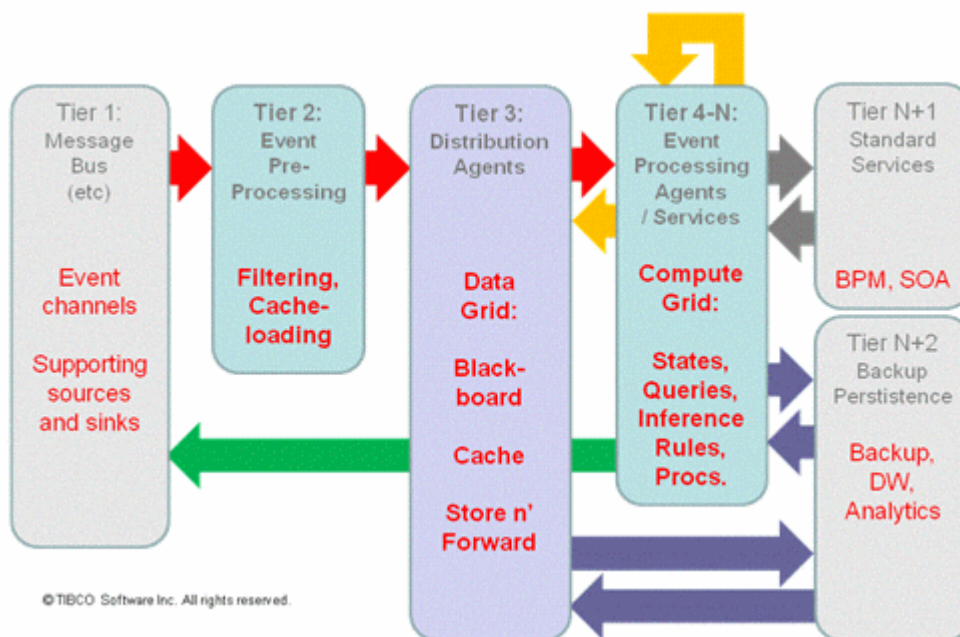 Tier 1:
Message
Bus
(etc)
Event
channels
Supporting
sources
and sinks
Tier 2:
Event
Pre-
Processing
Filtering,
Cache-
loading
Tier 3:
Distribution
Agents
Data
Grid:
Black-
board
Cache
Store n'
Forward
Tier 4-N:
Event
Processing
Agents
/ Services
Compute
Grid:
States,
Queries,
Inference
Rules,
Procs.
Tier N+1
Standard
Services
BPM, SOA
Tier N+2
Backup
Perstistence
Backup,
DW,
Analytics
© TIBCO Software Inc. All rights reserved.